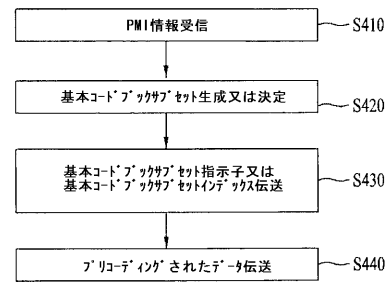 PMI情報受信
S410
基本コードブックサブセット生成又は決定
S420
基本コードブックサブセット指示子又は
基本コードブックサブセットインデックス伝送
S430
プリコーディングされたデータ伝送
S440